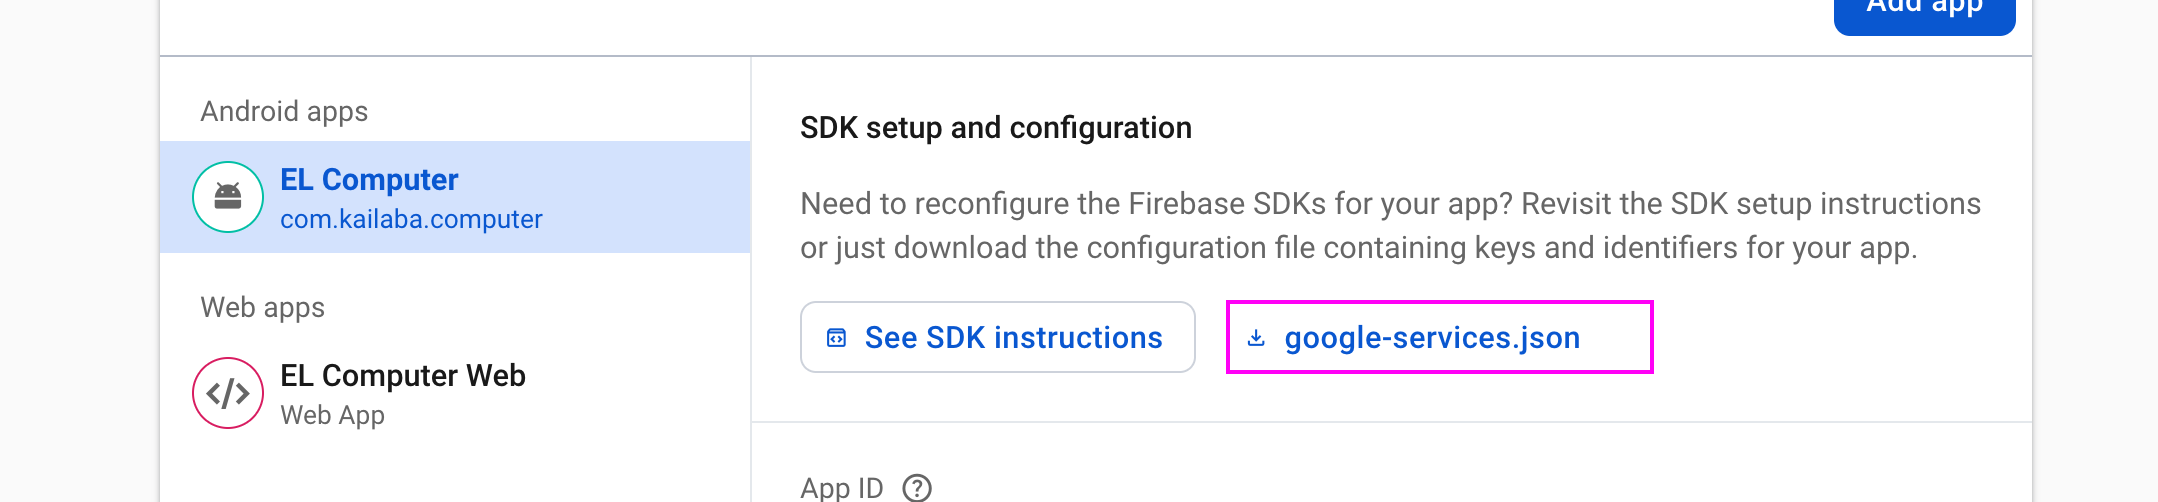 Add app
Android apps
EL Computer
com.kailaba.computer
Web apps
EL Computer Web
Web App
SDK setup and configuration
Need to reconfigure the Firebase SDKs for your app? Revisit the SDK setup instructions
or just download the configuration file containing keys and identifiers for your app.
See SDK instructions
google-services.json
App ID